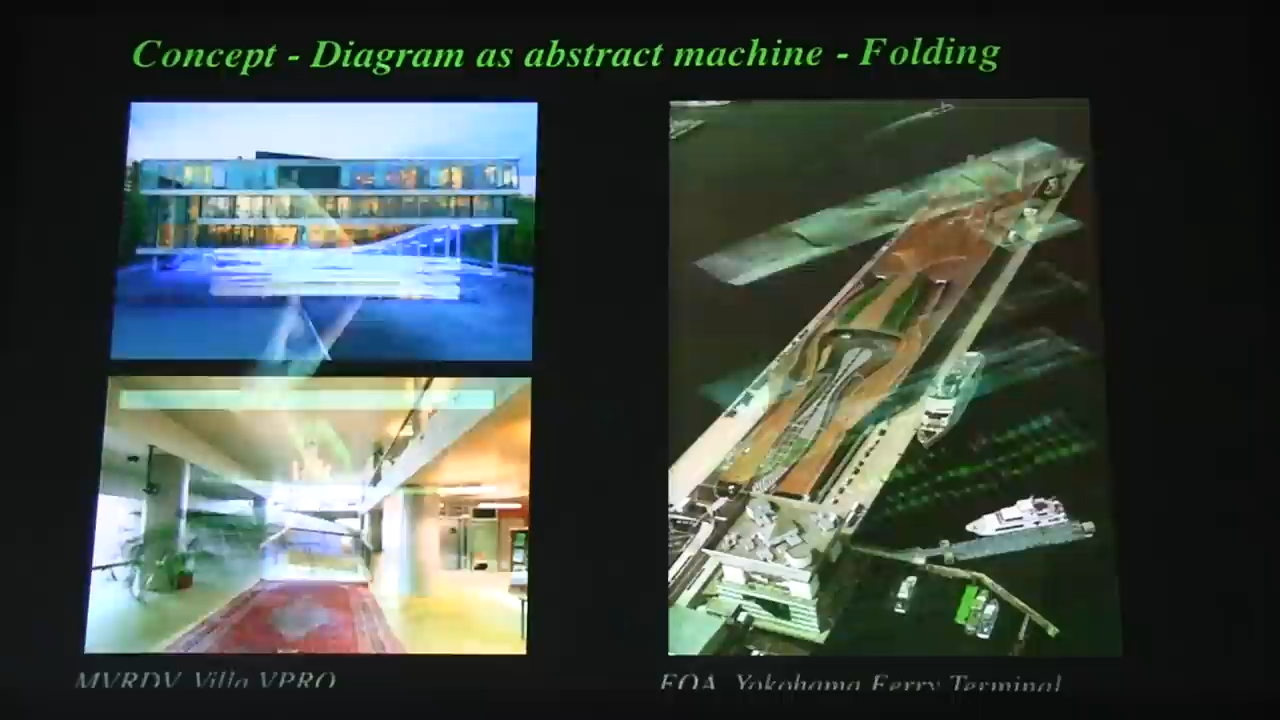 Concept - Diagram as abstract machine - Folding
MVRDV, Villa VPRO
FOA, Yokohama Ferry Terminal